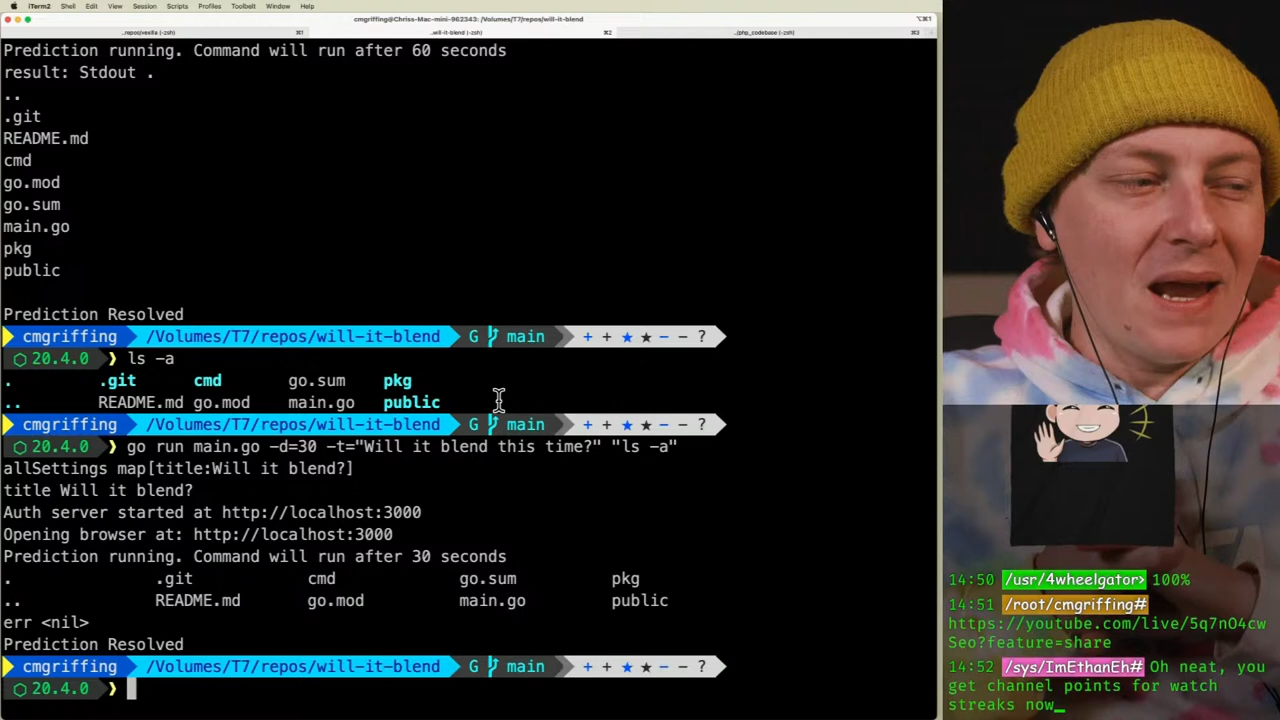 iTerm2 Shell Edit View Session Scripts Profiles Toolbelt Window Help
cmgriffing@Chriss-Mac-mini-962343: /Volumes/T7/repos/will-it-blend
⌥⌘1
..repos/vexilla (-zsh) ⌘1 ..will-it-blend (-zsh) ⌘2 ../php_codebase (-zsh) ⌘3
Prediction running. Command will run after 60 seconds
result: Stdout .
..
.git
README.md
cmd
go.mod
go.sum
main.go
pkg
public
Prediction Resolved
cmgriffing /Volumes/T7/repos/will-it-blend G main + + ★ ★ − − ?
20.4.0 ❯ ls -a
. .git cmd go.sum pkg
.. README.md go.mod main.go public
cmgriffing /Volumes/T7/repos/will-it-blend G main + + ★ ★ − − ?
20.4.0 ❯ go run main.go -d=30 -t="Will it blend this time?" "ls -a"
allSettings map[title:Will it blend?]
title Will it blend?
Auth server started at http://localhost:3000
Opening browser at: http://localhost:3000
Prediction running. Command will run after 30 seconds
. .git cmd go.sum pkg
.. README.md go.mod main.go public
err <nil>
Prediction Resolved
cmgriffing /Volumes/T7/repos/will-it-blend G main + + ★ ★ − − ?
20.4.0 ❯
14:50 /usr/4wheelgator> 100%
14:51 /root/cmgriffing#
https://youtube.com/live/5q7nO4cw
Seo?feature=share
14:52 /sys/ImEthanEh# Oh neat, you
get channel points for watch
streaks now_